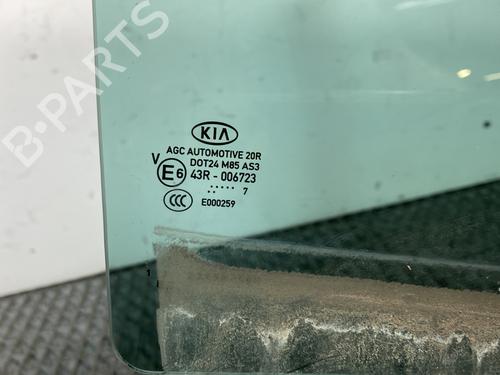 B-PARTS
KIA
AGC AUTOMOTIVE 20R
DOT24 M85 AS3
V
E6 43R - 006723
..... 7
...
CCC E000259